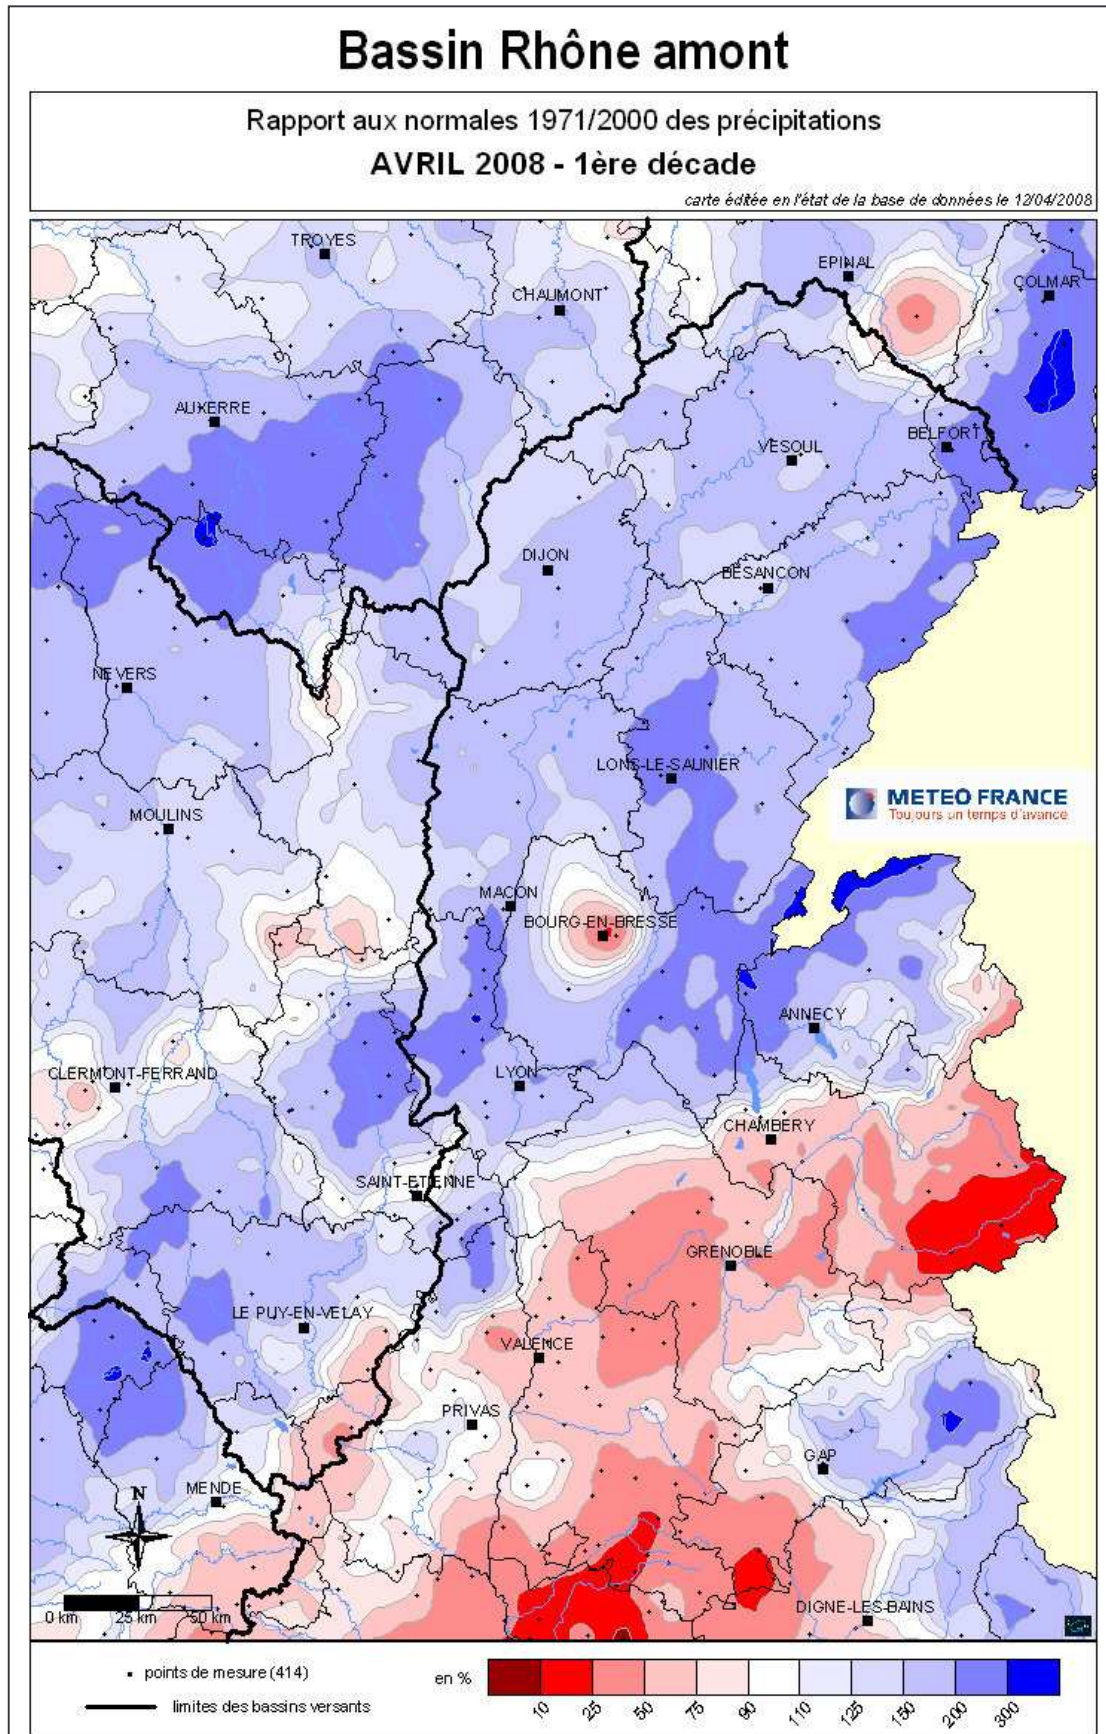 Bassin Rhône amont
Rapport aux normales 1971/2000 des précipitations
AVRIL 2008 - 1ère décade
carte éditée en l'état de la base de données le 12/04/2008
TROYES
EPINAL
COLMAR
CHAUMONT
AUXERRE
BELFORT
VESOUL
DIJON
BESANCON
NEVERS
LONS-LE-SAUNIER
METEO FRANCE
Toujours un temps d'avance
MOULINS
MACON
BOURG-EN-BRESSE
ANNECY
CLERMONT-FERRAND
LYON
CHAMBERY
SAINT-ETIENNE
GRENOBLE
LE PUY-EN-VELAY
VALENCE
PRIVAS
GAP
MENDE
N
DIGNE-LES-BAINS
0 km 25 km 50 km
points de mesure (414)
limites des bassins versants
en %
10 25 50 75 90 110 125 150 200 300